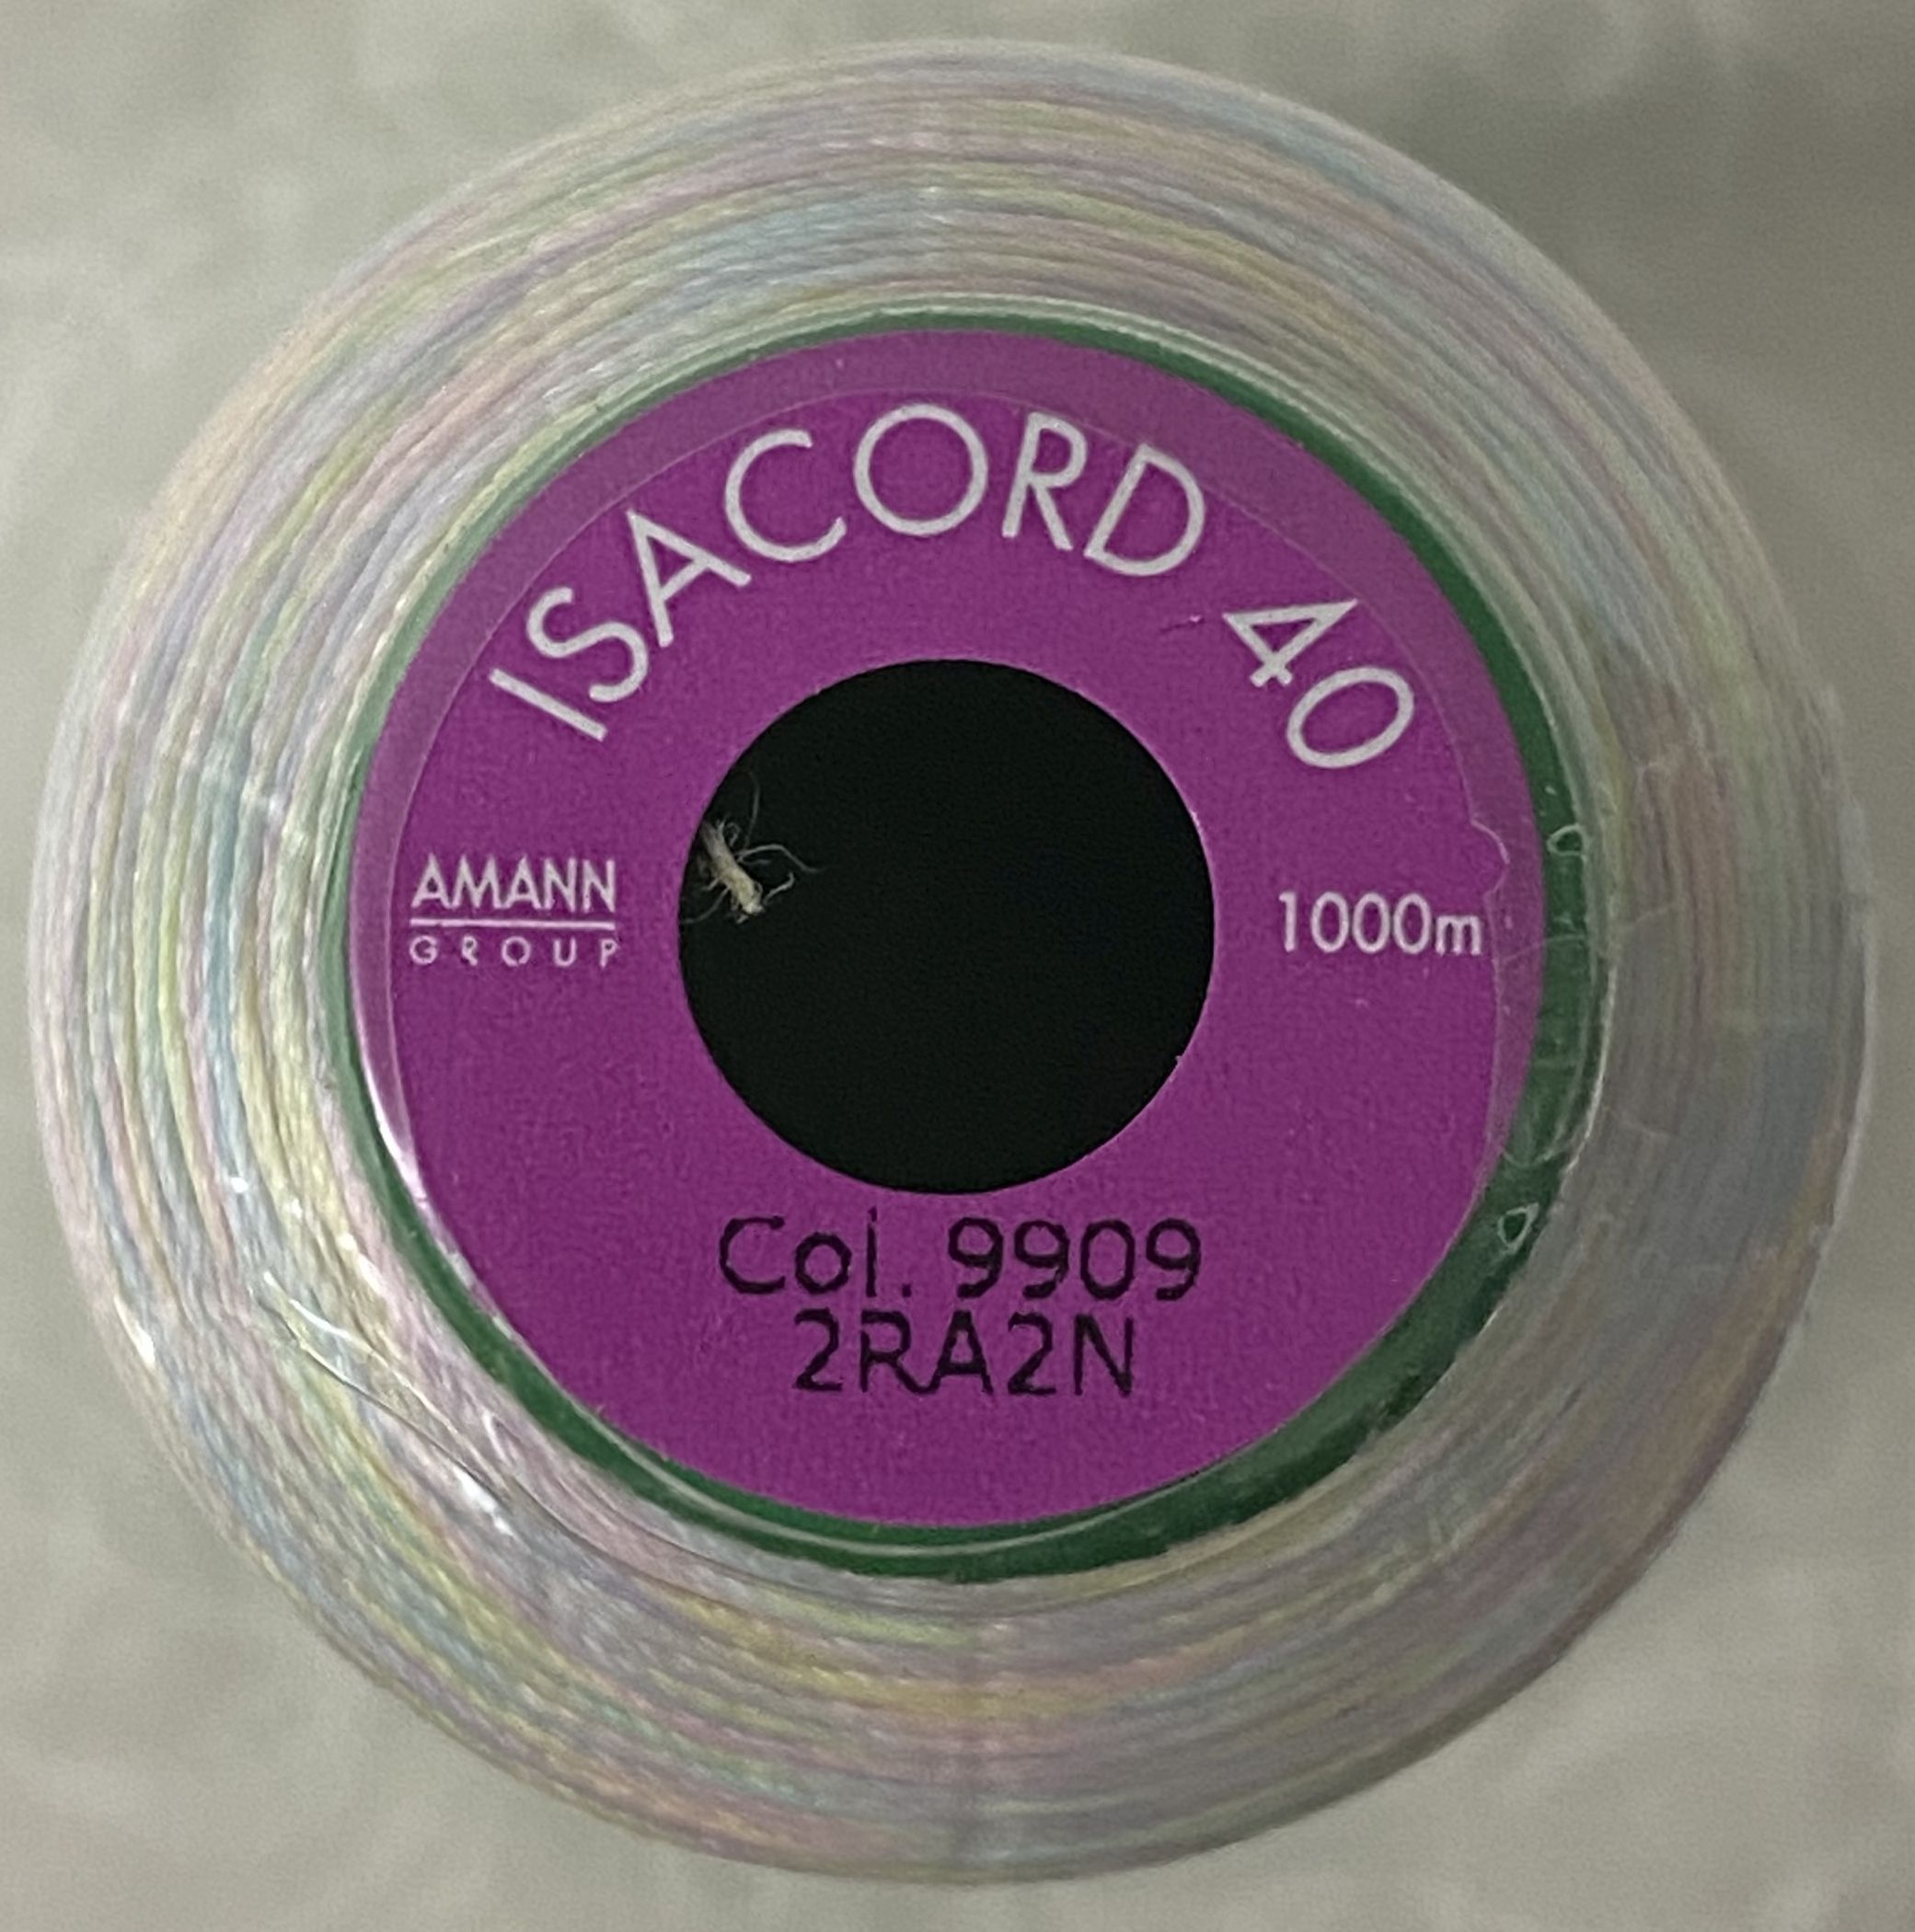 ISACORD 40
AMANN
GROUP
1000m
Col. 9909
2RA2N